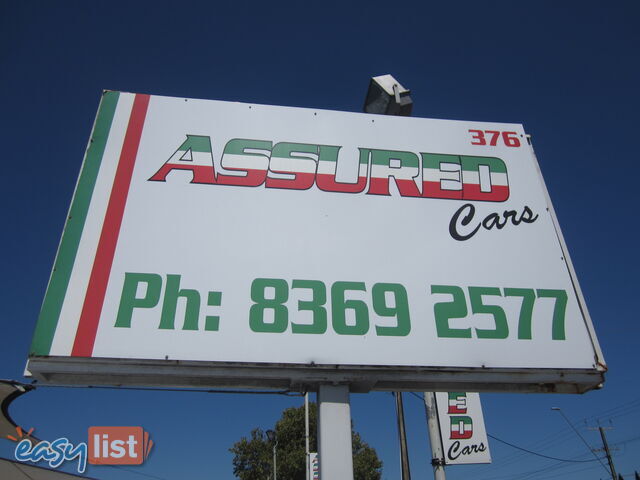 376
ASSURED
Cars
Ph: 8369 2577
ED
Cars
easylist